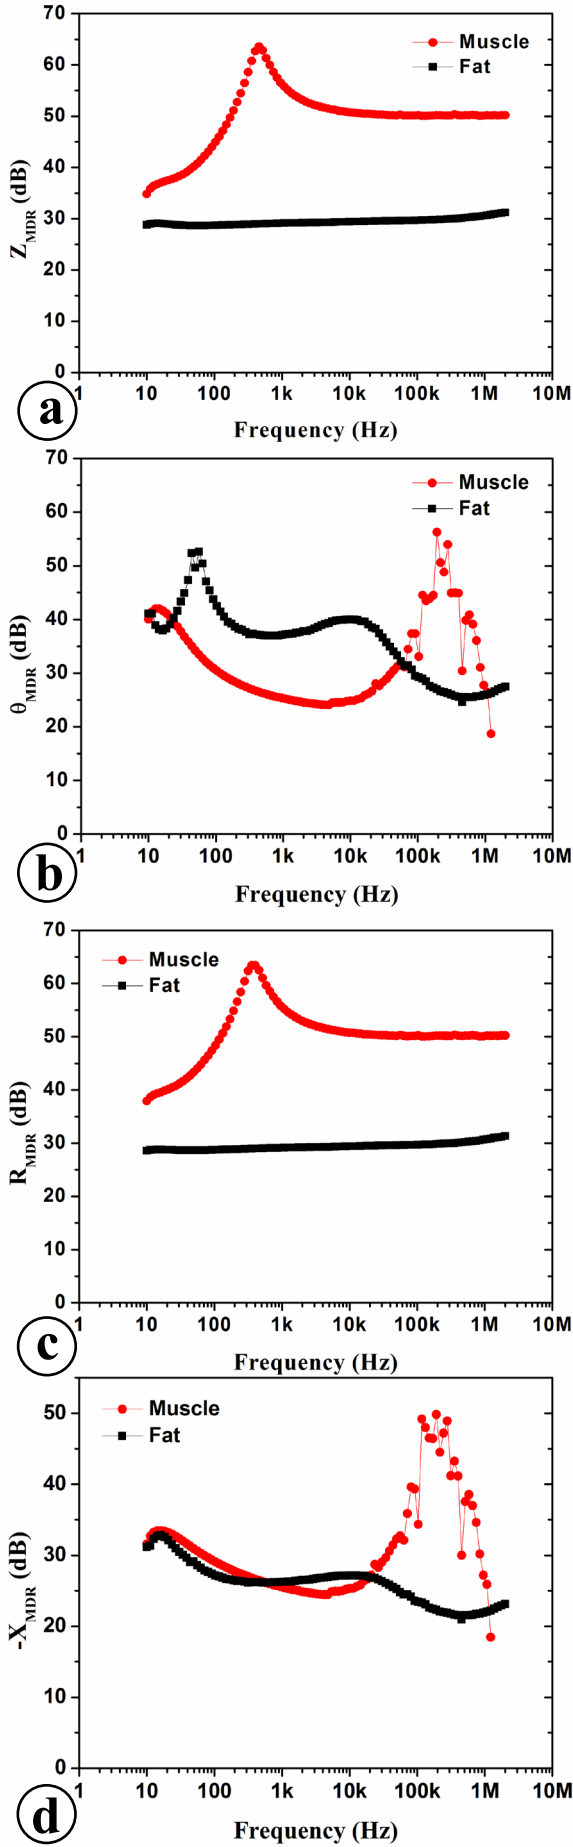 70
60
50
40
30
20
10
0
Z_MDR (dB)
Muscle
Fat
1 10 100 1k 10k 100k 1M 10M
Frequency (Hz)
a
70
60
50
40
30
20
10
0
θ_MDR (dB)
Muscle
Fat
1 10 100 1k 10k 100k 1M 10M
Frequency (Hz)
b
70
60
50
40
30
20
10
0
R_MDR (dB)
Muscle
Fat
1 10 100 1k 10k 100k 1M 10M
Frequency (Hz)
c
50
40
30
20
10
0
-X_MDR (dB)
Muscle
Fat
1 10 100 1k 10k 100k 1M 10M
Frequency (Hz)
d